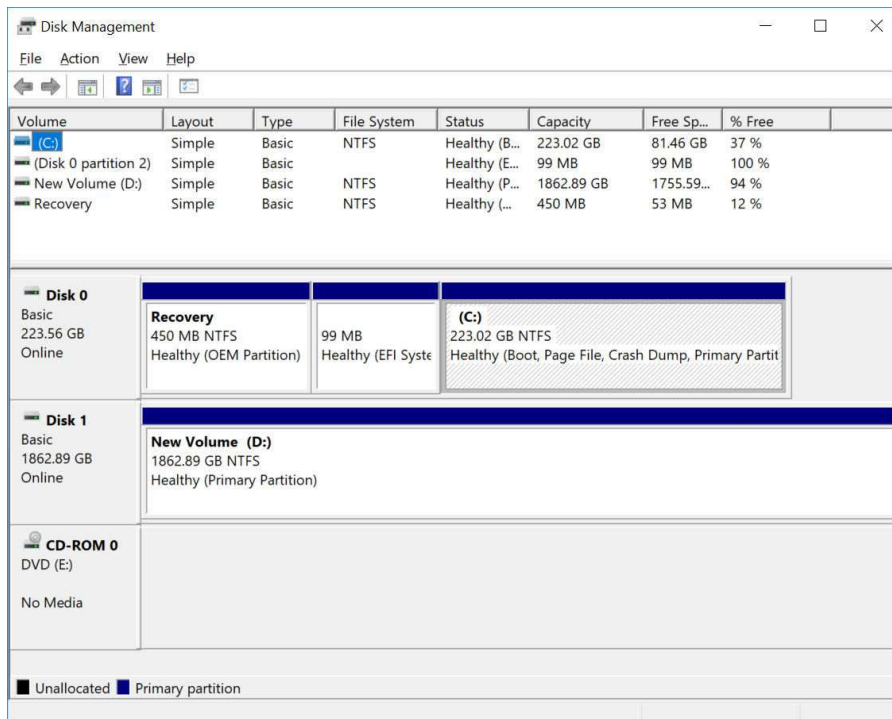 Disk Management
File Action View Help
Volume Layout Type File System Status Capacity Free Sp... % Free
(C:) Simple Basic NTFS Healthy (B... 223.02 GB 81.46 GB 37 %
(Disk 0 partition 2) Simple Basic Healthy (E... 99 MB 99 MB 100 %
New Volume (D:) Simple Basic NTFS Healthy (P... 1862.89 GB 1755.59... 94 %
Recovery Simple Basic NTFS Healthy (... 450 MB 53 MB 12 %
Disk 0
Basic
223.56 GB
Online
Recovery
450 MB NTFS
Healthy (OEM Partition)
99 MB
Healthy (EFI Syste
(C:)
223.02 GB NTFS
Healthy (Boot, Page File, Crash Dump, Primary Partit
Disk 1
Basic
1862.89 GB
Online
New Volume (D:)
1862.89 GB NTFS
Healthy (Primary Partition)
CD-ROM 0
DVD (E:)
No Media
Unallocated Primary partition